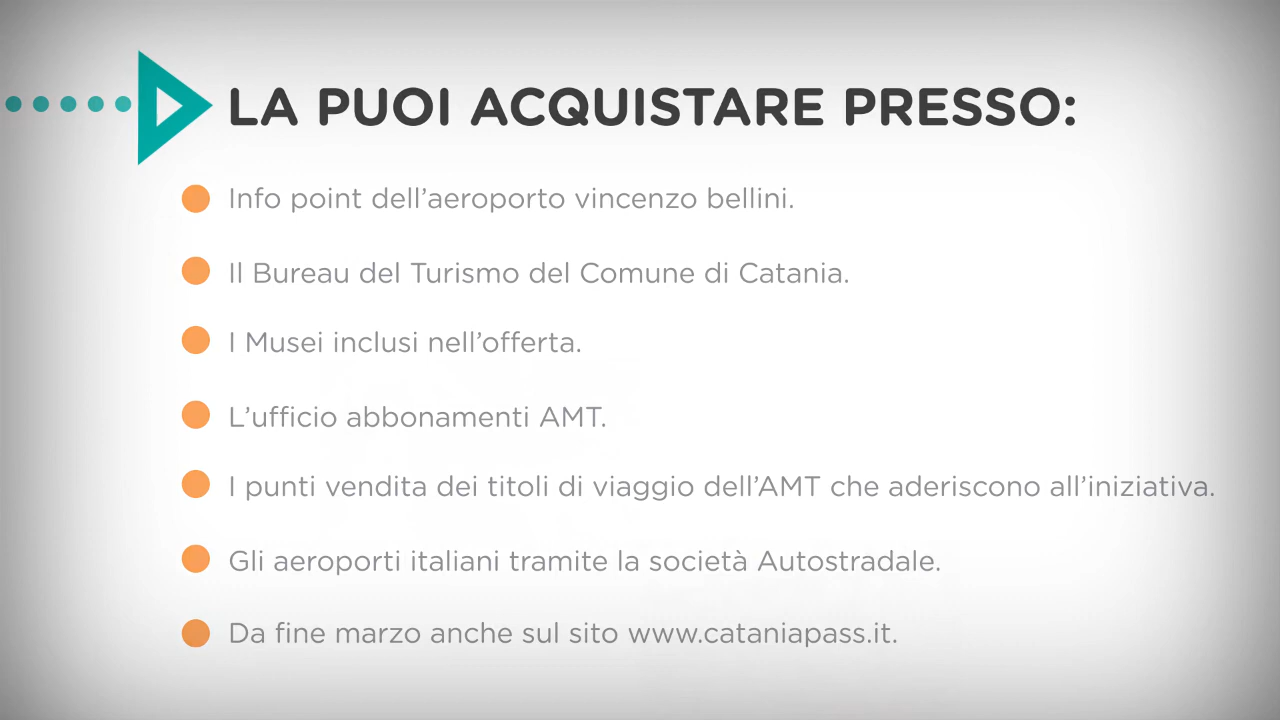 LA PUOI ACQUISTARE PRESSO:
Info point dell’aeroporto vincenzo bellini.
Il Bureau del Turismo del Comune di Catania.
I Musei inclusi nell’offerta.
L’ufficio abbonamenti AMT.
I punti vendita dei titoli di viaggio dell’AMT che aderiscono all’iniziativa.
Gli aeroporti italiani tramite la società Autostradale.
Da fine marzo anche sul sito www.cataniapass.it.